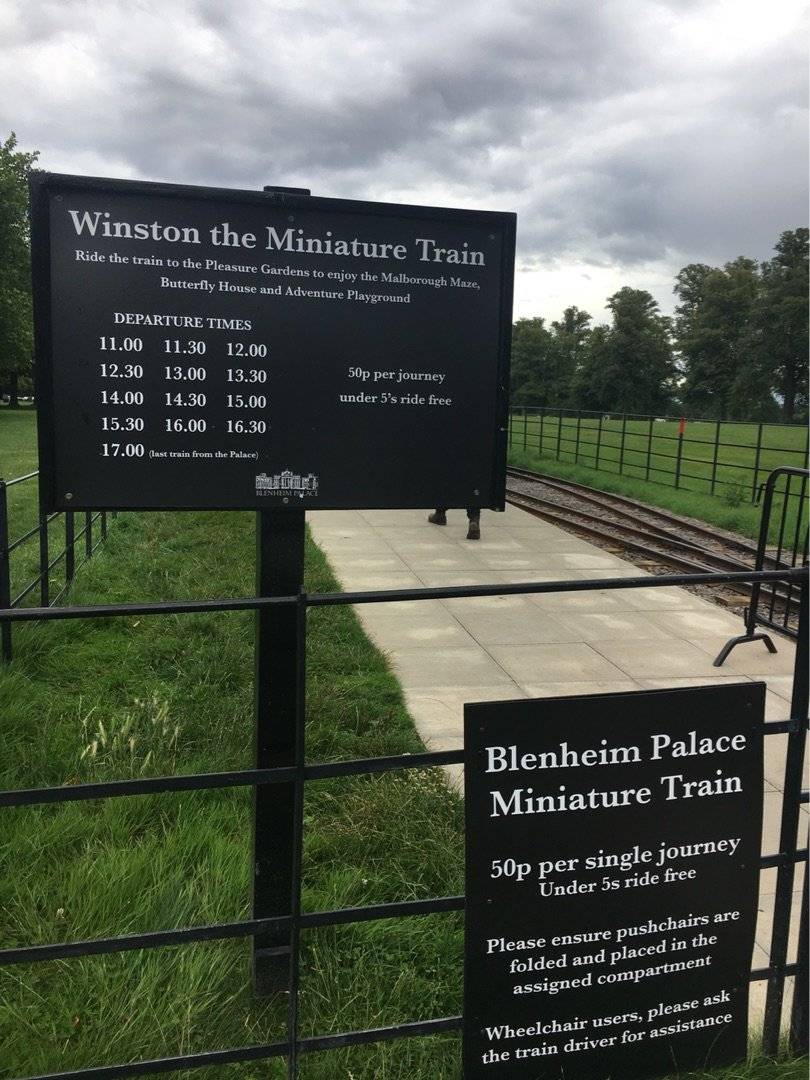 Winston the Miniature Train
Ride the train to the Pleasure Gardens to enjoy the Malborough Maze,
Butterfly House and Adventure Playground
DEPARTURE TIMES
11.00 11.30 12.00
12.30 13.00 13.30
14.00 14.30 15.00
15.30 16.00 16.30
17.00 (last train from the Palace)
50p per journey
under 5's ride free
BLENHEIM PALACE
Blenheim Palace
Miniature Train
50p per single journey
Under 5s ride free
Please ensure pushchairs are
folded and placed in the
assigned compartment
Wheelchair users, please ask
the train driver for assistance